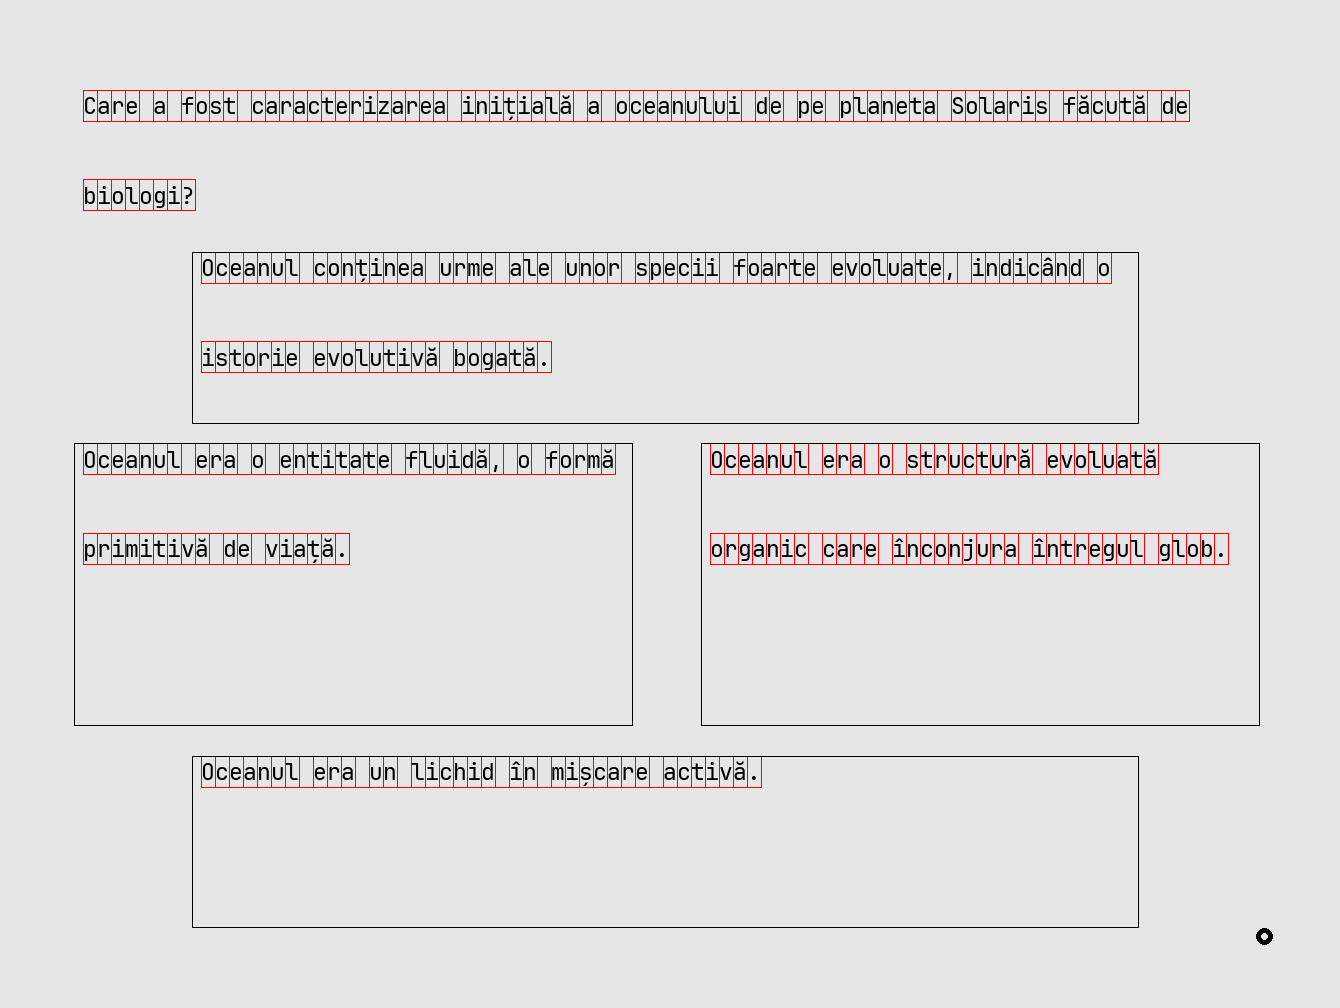 Care a fost caracterizarea inițială a oceanului de pe planeta Solaris făcută de
biologi?
Oceanul conținea urme ale unor specii foarte evoluate, indicând o
istorie evolutivă bogată.
Oceanul era o entitate fluidă, o formă
primitivă de viață.
Oceanul era o structură evoluată
organic care înconjura întregul glob.
Oceanul era un lichid în mișcare activă.